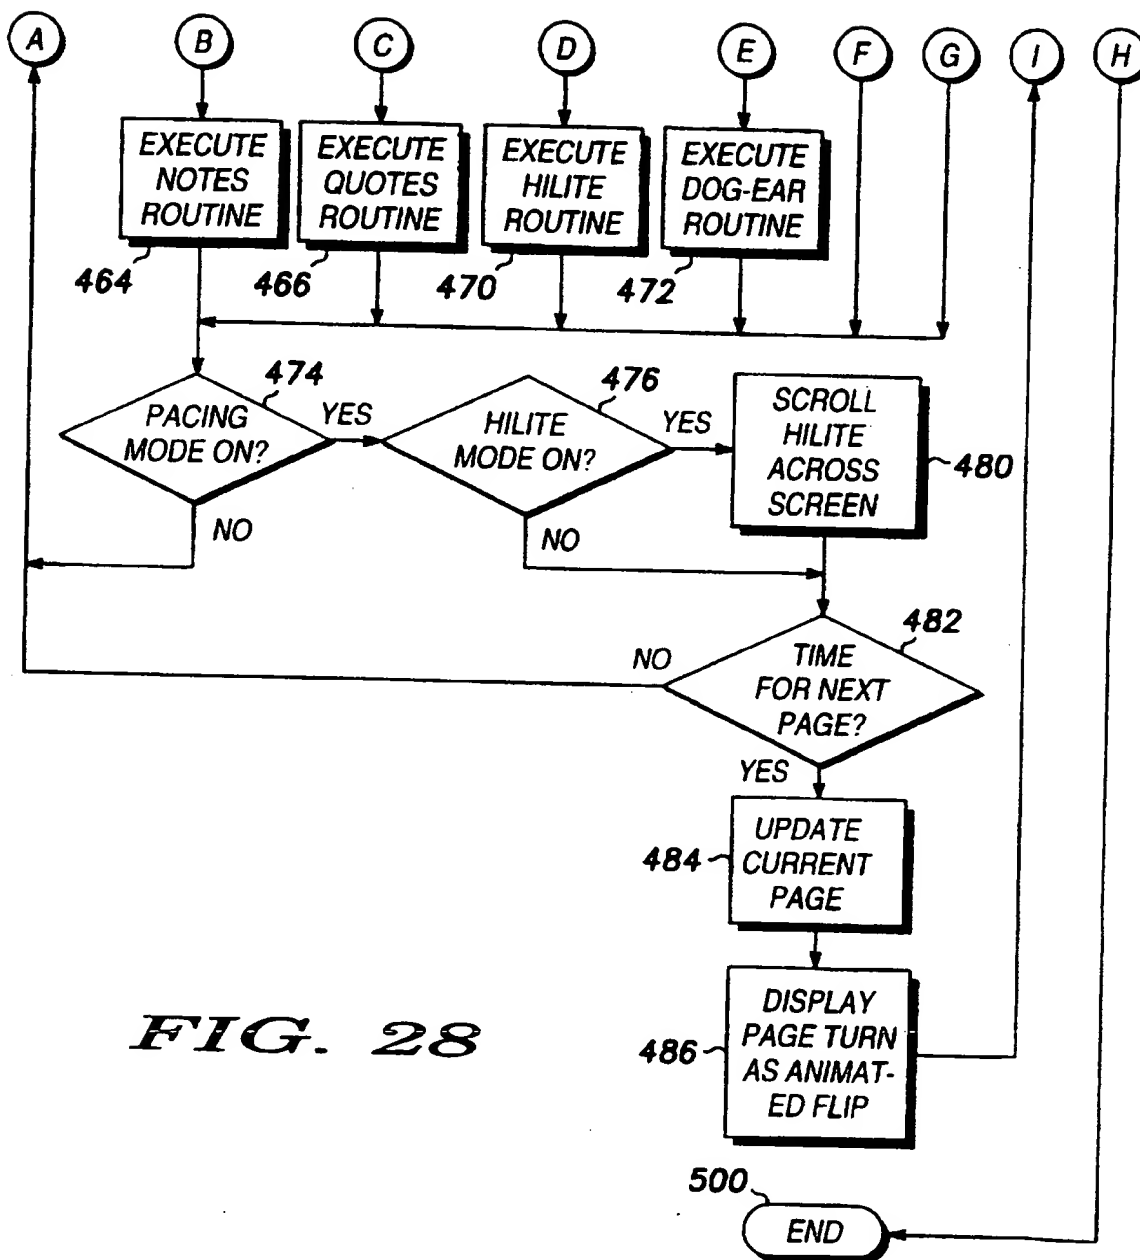 A B C D E F G I H
EXECUTE
NOTES
ROUTINE
464
EXECUTE
QUOTES
ROUTINE
466
EXECUTE
HILITE
ROUTINE
470
EXECUTE
DOG-EAR
ROUTINE
472
474
PACING
MODE ON?
YES
NO
476
HILITE
MODE ON?
YES
NO
SCROLL
HILITE
ACROSS
SCREEN
480
482
TIME
FOR NEXT
PAGE?
NO
YES
UPDATE
CURRENT
PAGE
484
DISPLAY
PAGE TURN
AS ANIMAT-
ED FLIP
486
FIG. 28
500
END